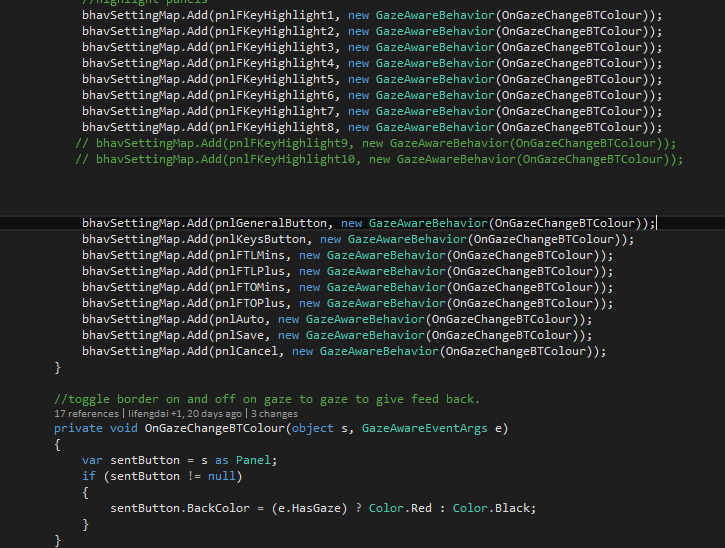 //highlight panels
bhavSettingMap.Add(pnlFKeyHighlight1, new GazeAwareBehavior(OnGazeChangeBTColour));
bhavSettingMap.Add(pnlFKeyHighlight2, new GazeAwareBehavior(OnGazeChangeBTColour));
bhavSettingMap.Add(pnlFKeyHighlight3, new GazeAwareBehavior(OnGazeChangeBTColour));
bhavSettingMap.Add(pnlFKeyHighlight4, new GazeAwareBehavior(OnGazeChangeBTColour));
bhavSettingMap.Add(pnlFKeyHighlight5, new GazeAwareBehavior(OnGazeChangeBTColour));
bhavSettingMap.Add(pnlFKeyHighlight6, new GazeAwareBehavior(OnGazeChangeBTColour));
bhavSettingMap.Add(pnlFKeyHighlight7, new GazeAwareBehavior(OnGazeChangeBTColour));
bhavSettingMap.Add(pnlFKeyHighlight8, new GazeAwareBehavior(OnGazeChangeBTColour));
// bhavSettingMap.Add(pnlFKeyHighlight9, new GazeAwareBehavior(OnGazeChangeBTColour));
// bhavSettingMap.Add(pnlFKeyHighlight10, new GazeAwareBehavior(OnGazeChangeBTColour));
bhavSettingMap.Add(pnlGeneralButton, new GazeAwareBehavior(OnGazeChangeBTColour));
bhavSettingMap.Add(pnlKeysButton, new GazeAwareBehavior(OnGazeChangeBTColour));
bhavSettingMap.Add(pnlFTLMins, new GazeAwareBehavior(OnGazeChangeBTColour));
bhavSettingMap.Add(pnlFTLPlus, new GazeAwareBehavior(OnGazeChangeBTColour));
bhavSettingMap.Add(pnlFTOMins, new GazeAwareBehavior(OnGazeChangeBTColour));
bhavSettingMap.Add(pnlFTOPlus, new GazeAwareBehavior(OnGazeChangeBTColour));
bhavSettingMap.Add(pnlAuto, new GazeAwareBehavior(OnGazeChangeBTColour));
bhavSettingMap.Add(pnlSave, new GazeAwareBehavior(OnGazeChangeBTColour));
bhavSettingMap.Add(pnlCancel, new GazeAwareBehavior(OnGazeChangeBTColour));
}
//toggle border on and off on gaze to gaze to give feed back.
17 references | lifengdai +1, 20 days ago | 3 changes
private void OnGazeChangeBTColour(object s, GazeAwareEventArgs e)
{
var sentButton = s as Panel;
if (sentButton != null)
{
sentButton.BackColor = (e.HasGaze) ? Color.Red : Color.Black;
}
}